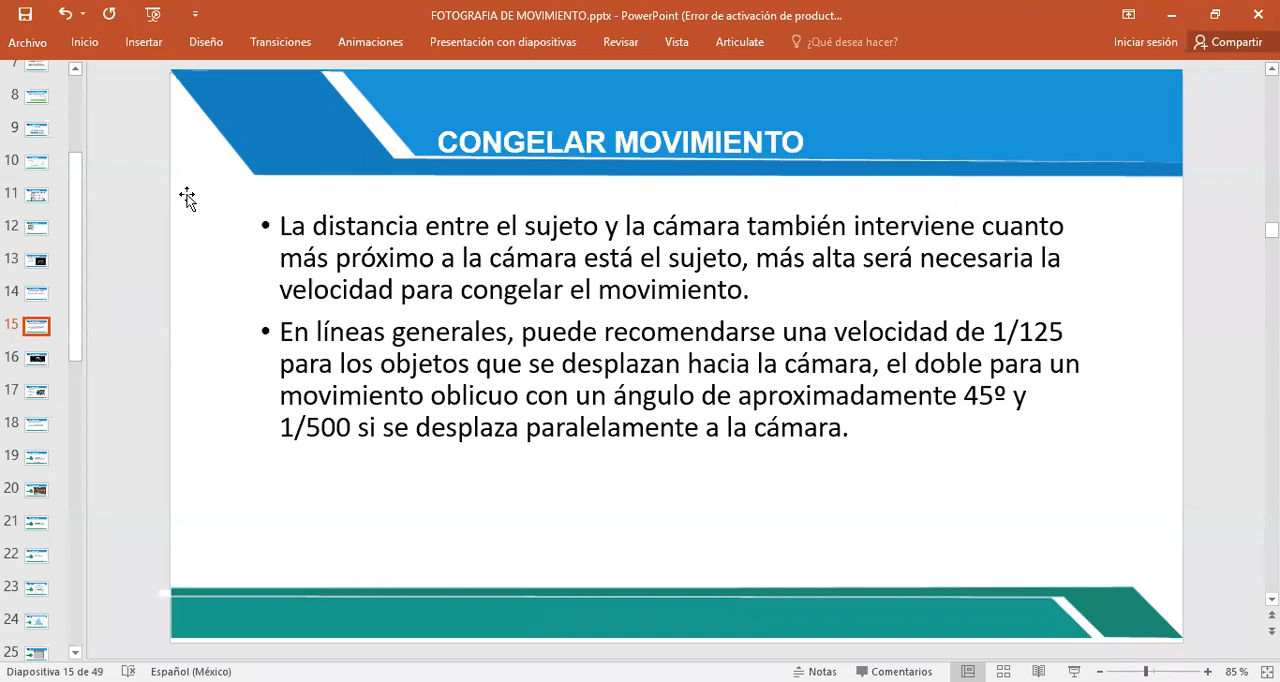 FOTOGRAFIA DE MOVIMIENTO.pptx - PowerPoint (Error de activación de product...
Archivo Inicio Insertar Diseño Transiciones Animaciones Presentación con diapositivas Revisar Vista Articulate ¿Qué desea hacer? Iniciar sesión Compartir
7
8
9
10
11
12
13
14
15
16
17
18
19
20
21
22
23
24
25
CONGELAR MOVIMIENTO
• La distancia entre el sujeto y la cámara también interviene cuanto
más próximo a la cámara está el sujeto, más alta será necesaria la
velocidad para congelar el movimiento.
• En líneas generales, puede recomendarse una velocidad de 1/125
para los objetos que se desplazan hacia la cámara, el doble para un
movimiento oblicuo con un ángulo de aproximadamente 45º y
1/500 si se desplaza paralelamente a la cámara.
Diapositiva 15 de 49 Español (México) Notas Comentarios 85 %